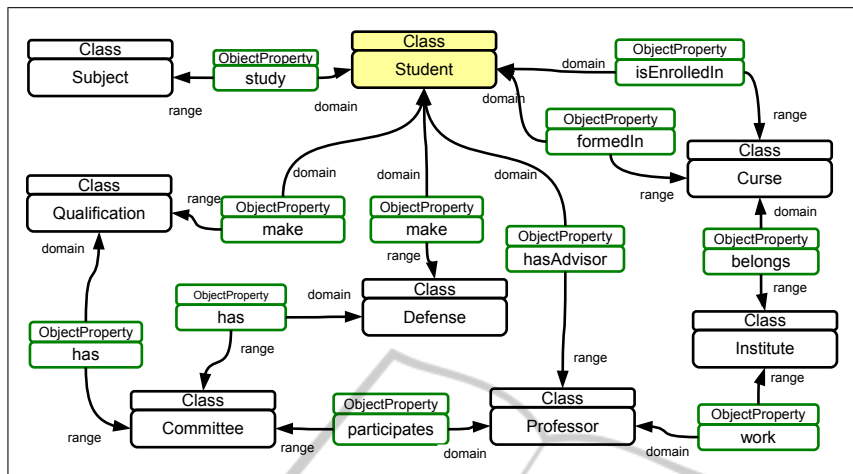 Class
Subject
ObjectProperty
study
range
domain
Class
Student
domain
ObjectProperty
isEnrolledIn
domain
range
ObjectProperty
formedIn
range
Class
Curse
domain
ObjectProperty
belongs
range
Class
Institute
range
ObjectProperty
work
domain
Class
Qualification
range
domain
ObjectProperty
make
domain
ObjectProperty
make
range
domain
ObjectProperty
hasAdvisor
range
Class
Defense
domain
ObjectProperty
has
range
domain
ObjectProperty
has
range
Class
Committee
range
ObjectProperty
participates
domain
Class
Professor